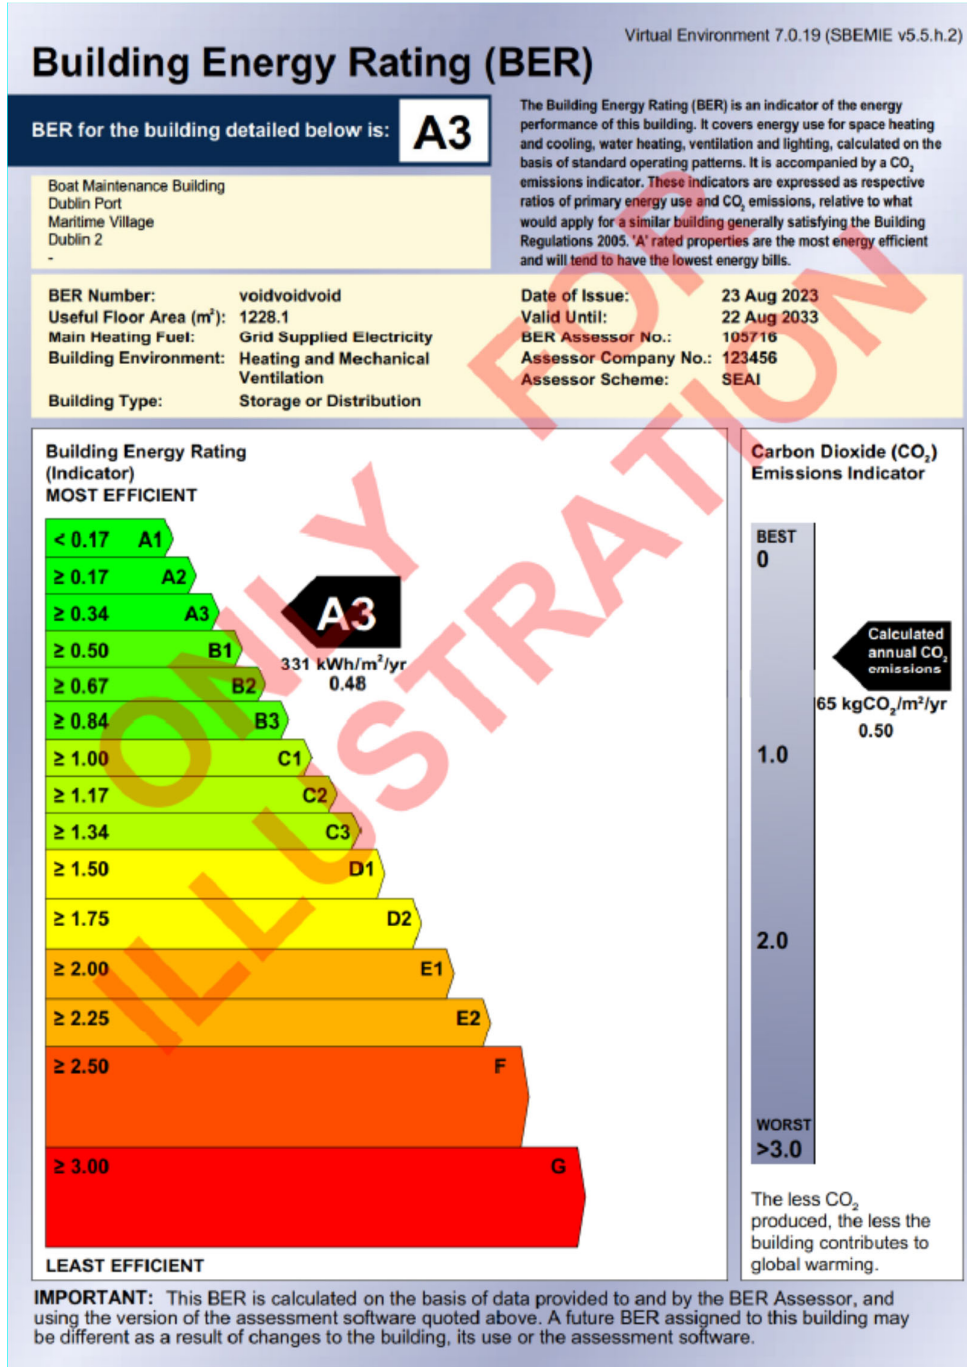 Virtual Environment 7.0.19 (SBEMIE v5.5.h.2)
Building Energy Rating (BER)
BER for the building detailed below is:
A3
The Building Energy Rating (BER) is an indicator of the energy
performance of this building. It covers energy use for space heating
and cooling, water heating, ventilation and lighting, calculated on the
basis of standard operating patterns. It is accompanied by a CO₂
emissions indicator. These indicators are expressed as respective
ratios of primary energy use and CO₂ emissions, relative to what
would apply for a similar building generally satisfying the Building
Regulations 2005. 'A' rated properties are the most energy efficient
and will tend to have the lowest energy bills.
Boat Maintenance Building
Dublin Port
Maritime Village
Dublin 2
-
BER Number: voidvoidvoid
Useful Floor Area (m²): 1228.1
Main Heating Fuel: Grid Supplied Electricity
Building Environment: Heating and Mechanical
Ventilation
Building Type: Storage or Distribution
Date of Issue: 23 Aug 2023
Valid Until: 22 Aug 2033
BER Assessor No.: 105716
Assessor Company No.: 123456
Assessor Scheme: SEAI
Building Energy Rating
(Indicator)
MOST EFFICIENT
< 0.17 A1
≥ 0.17 A2
≥ 0.34 A3
≥ 0.50 B1
≥ 0.67 B2
≥ 0.84 B3
≥ 1.00 C1
≥ 1.17 C2
≥ 1.34 C3
≥ 1.50 D1
≥ 1.75 D2
≥ 2.00 E1
≥ 2.25 E2
≥ 2.50 F
≥ 3.00 G
LEAST EFFICIENT
A3
331 kWh/m²/yr
0.48
Carbon Dioxide (CO₂)
Emissions Indicator
BEST
0
1.0
2.0
WORST
>3.0
Calculated
annual CO₂
emissions
65 kgCO₂/m²/yr
0.50
The less CO₂
produced, the less the
building contributes to
global warming.
ONLY FOR
ILLUSTRATION
IMPORTANT: This BER is calculated on the basis of data provided to and by the BER Assessor, and
using the version of the assessment software quoted above. A future BER assigned to this building may
be different as a result of changes to the building, its use or the assessment software.